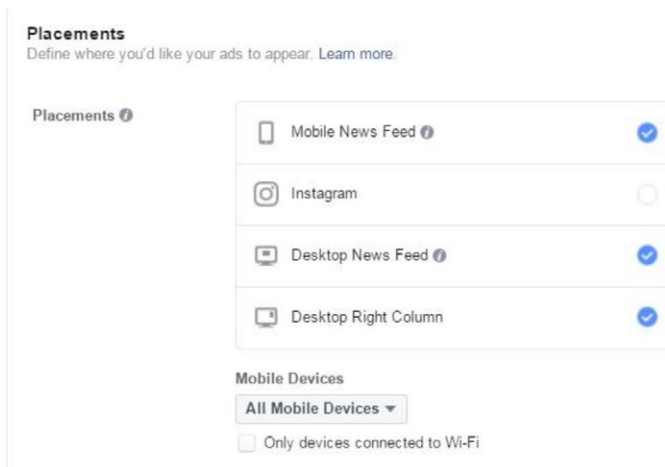 Placements
Define where you'd like your ads to appear. Learn more.
Placements
Mobile News Feed
Instagram
Desktop News Feed
Desktop Right Column
Mobile Devices
All Mobile Devices
Only devices connected to Wi-Fi